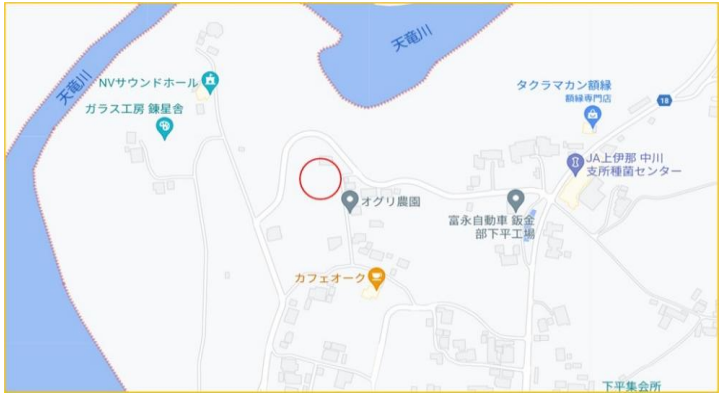 天竜川
天竜川
NVサウンドホール
ガラス工房 錬星舎
タクラマカン額縁
額縁専門店
18
JA上伊那 中川
支所種菌センター
オグリ農園
富永自動車 鈑金
部下平工場
カフェオーク
下平集会所